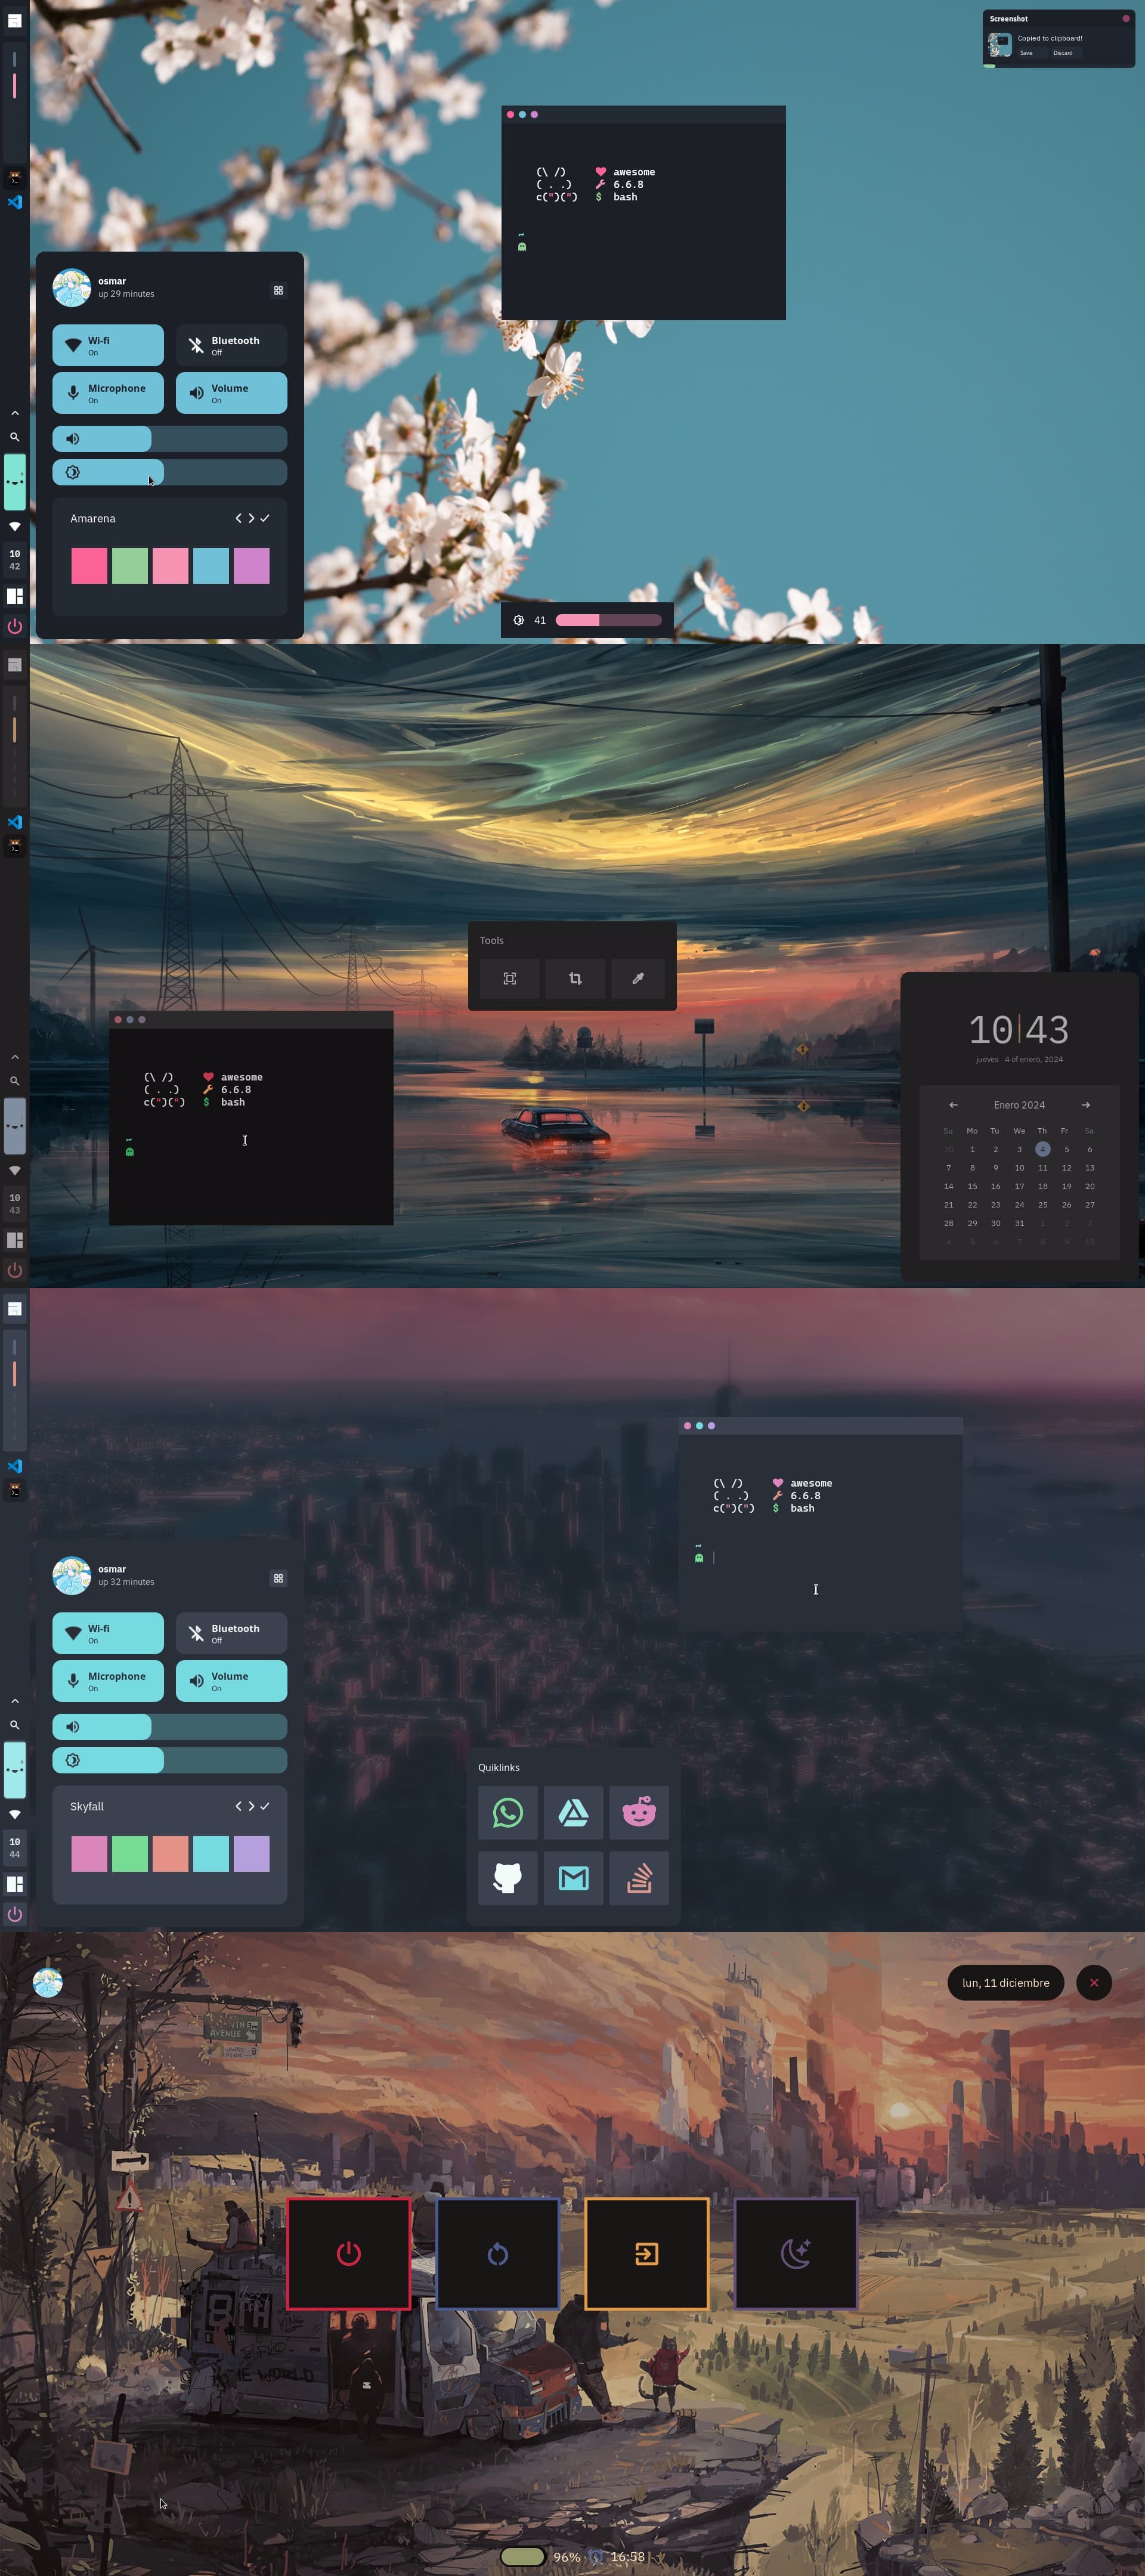 Screenshot
Copied to clipboard!
Save Discard
(\ /) awesome
( . .) 6.6.8
c(")(") $ bash
~
osmar
up 29 minutes
Wi-fi
On
Bluetooth
Off
Microphone
On
Volume
On
Amarena
10
42
41
Tools
(\ /) awesome
( . .) 6.6.8
c(")(") $ bash
~
10
43
10 43
jueves 4 of enero, 2024
Enero 2024
Su Mo Tu We Th Fr Sa
30 1 2 3 4 5 6
7 8 9 10 11 12 13
14 15 16 17 18 19 20
21 22 23 24 25 26 27
28 29 30 31 1 2 3
4 5 6 7 8 9 10
(\ /) awesome
( . .) 6.6.8
c(")(") $ bash
~
osmar
up 32 minutes
Wi-fi
On
Bluetooth
Off
Microphone
On
Volume
On
Skyfall
10
44
Quiklinks
lun, 11 diciembre
AVENUE
THE WORLD
96% 16:58